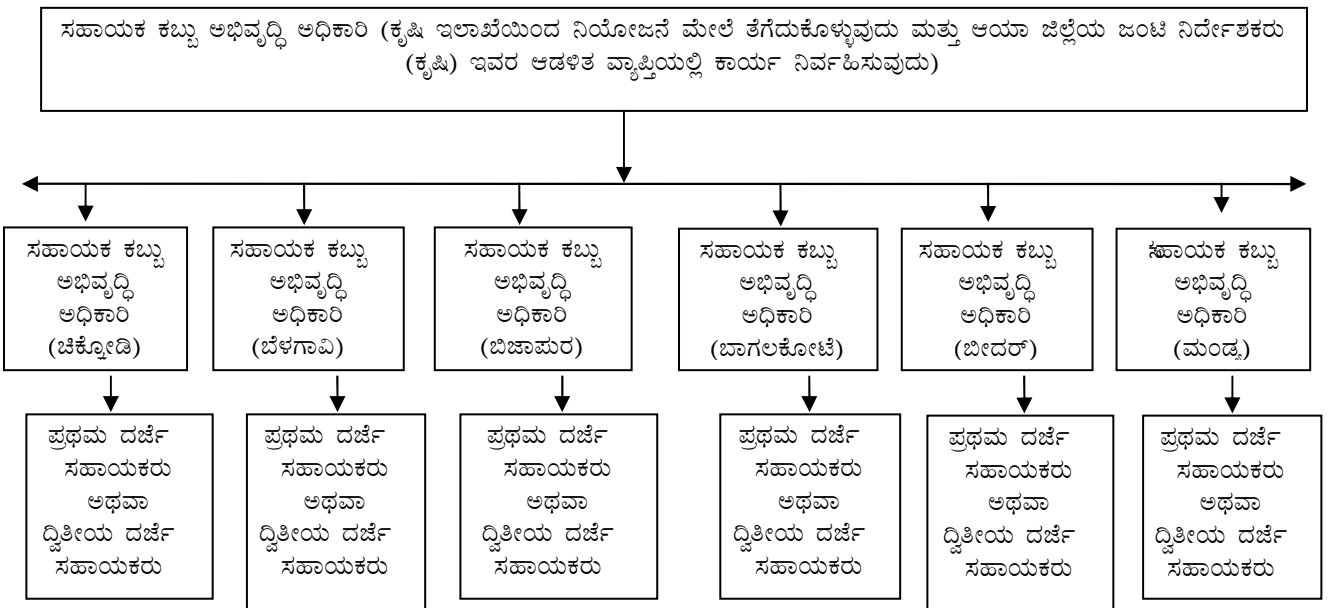 ಸಹಾಯಕ ಕಬ್ಬು ಅಭಿವೃದ್ಧಿ ಅಧಿಕಾರಿ (ಕೃಷಿ ಇಲಾಖೆಯಿಂದ ನಿಯೋಜನೆ ಮೇಲೆ ತೆಗೆದುಕೊಳ್ಳುವುದು ಮತ್ತು ಆಯಾ ಜಿಲ್ಲೆಯ ಜಂಟಿ ನಿರ್ದೇಶಕರು
(ಕೃಷಿ) ಇವರ ಆಡಳಿತ ವ್ಯಾಪ್ತಿಯಲ್ಲಿ ಕಾರ್ಯ ನಿರ್ವಹಿಸುವುದು)
ಸಹಾಯಕ ಕಬ್ಬು
ಅಭಿವೃದ್ಧಿ
ಅಧಿಕಾರಿ
(ಚಿಕ್ಕೋಡಿ)
ಸಹಾಯಕ ಕಬ್ಬು
ಅಭಿವೃದ್ಧಿ
ಅಧಿಕಾರಿ
(ಬೆಳಗಾವಿ)
ಸಹಾಯಕ ಕಬ್ಬು
ಅಭಿವೃದ್ಧಿ
ಅಧಿಕಾರಿ
(ಬಿಜಾಪುರ)
ಸಹಾಯಕ ಕಬ್ಬು
ಅಭಿವೃದ್ಧಿ
ಅಧಿಕಾರಿ
(ಬಾಗಲಕೋಟೆ)
ಸಹಾಯಕ ಕಬ್ಬು
ಅಭಿವೃದ್ಧಿ
ಅಧಿಕಾರಿ
(ಬೀದರ್)
ಸಹಾಯಕ ಕಬ್ಬು
ಅಭಿವೃದ್ಧಿ
ಅಧಿಕಾರಿ
(ಮಂಡ್ಯ)
ಪ್ರಥಮ ದರ್ಜೆ
ಸಹಾಯಕರು
ಅಥವಾ
ದ್ವಿತೀಯ ದರ್ಜೆ
ಸಹಾಯಕರು
ಪ್ರಥಮ ದರ್ಜೆ
ಸಹಾಯಕರು
ಅಥವಾ
ದ್ವಿತೀಯ ದರ್ಜೆ
ಸಹಾಯಕರು
ಪ್ರಥಮ ದರ್ಜೆ
ಸಹಾಯಕರು
ಅಥವಾ
ದ್ವಿತೀಯ ದರ್ಜೆ
ಸಹಾಯಕರು
ಪ್ರಥಮ ದರ್ಜೆ
ಸಹಾಯಕರು
ಅಥವಾ
ದ್ವಿತೀಯ ದರ್ಜೆ
ಸಹಾಯಕರು
ಪ್ರಥಮ ದರ್ಜೆ
ಸಹಾಯಕರು
ಅಥವಾ
ದ್ವಿತೀಯ ದರ್ಜೆ
ಸಹಾಯಕರು
ಪ್ರಥಮ ದರ್ಜೆ
ಸಹಾಯಕರು
ಅಥವಾ
ದ್ವಿತೀಯ ದರ್ಜೆ
ಸಹಾಯಕರು